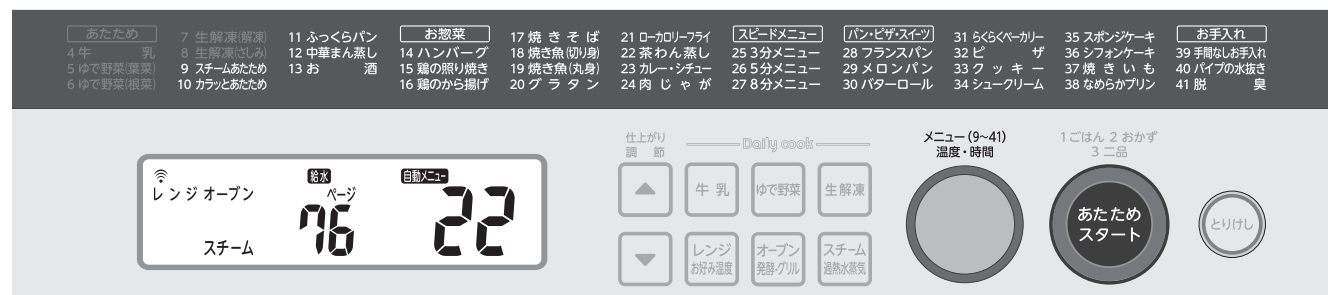 あたため
4 牛 乳
5 ゆで野菜(葉菜)
6 ゆで野菜(根菜)
7 生解凍(解凍)
8 生解凍(さしみ)
9 スチームあたため
10 カラッとあたため
11 ふっくらパン
12 中華まん蒸し
13 お 酒
お惣菜
14 ハンバーグ
15 鶏の照り焼き
16 鶏のから揚げ
17 焼きそば
18 焼き魚(切り身)
19 焼き魚(丸身)
20 グラタン
21 ローカロリーフライ
22 茶わん蒸し
23 カレー・シチュー
24 肉じゃが
スピードメニュー
25 3分メニュー
26 5分メニュー
27 8分メニュー
パン・ピザ・スイーツ
28 フランスパン
29 メロンパン
30 バターロール
31 らくらくベーカリー
32 ピザ
33 クッキー
34 シュークリーム
35 スポンジケーキ
36 シフォンケーキ
37 焼きいも
38 なめらかプリン
お手入れ
39 手間なしお手入れ
40 パイプの水抜き
41 脱 臭
レンジ オーブン
スチーム
給水
ページ
76
自動メニュー
22
仕上がり
調 節
Daily cook
牛 乳
ゆで野菜
生解凍
レンジ
お好み温度
オーブン
発酵・グリル
スチーム
過熱水蒸気
メニュー(9~41)
温度・時間
1 ごはん 2 おかず
3 二品
あたため
スタート
とりけし